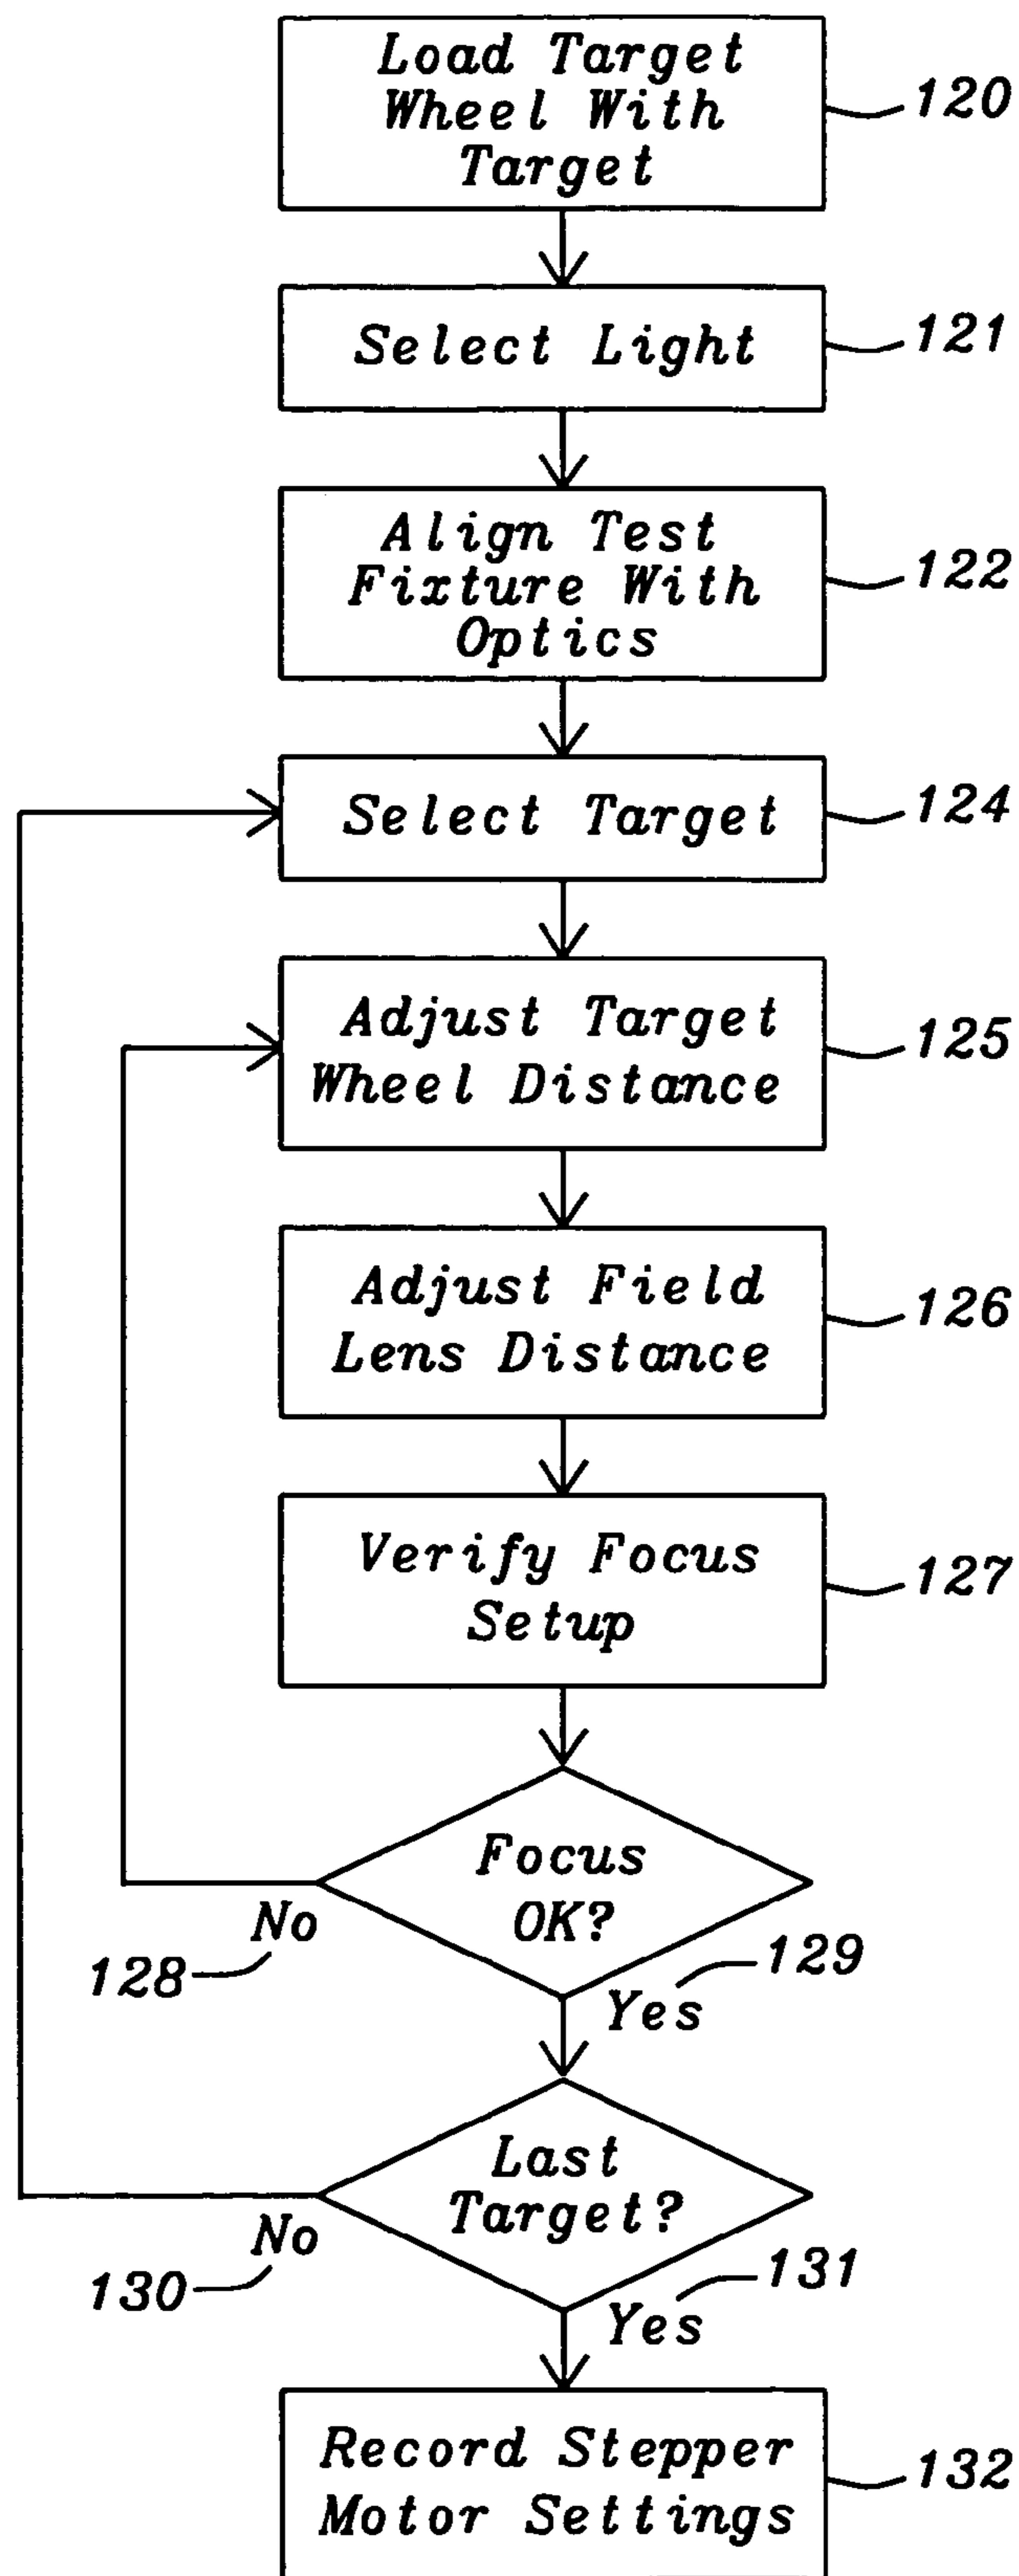 Load Target
Wheel With
Target
120
Select Light
121
Align Test
Fixture With
Optics
122
Select Target
124
Adjust Target
Wheel Distance
125
Adjust Field
Lens Distance
126
Verify Focus
Setup
127
Focus
OK?
No
128
129
Yes
Last
Target?
No
130
131
Yes
Record Stepper
Motor Settings
132